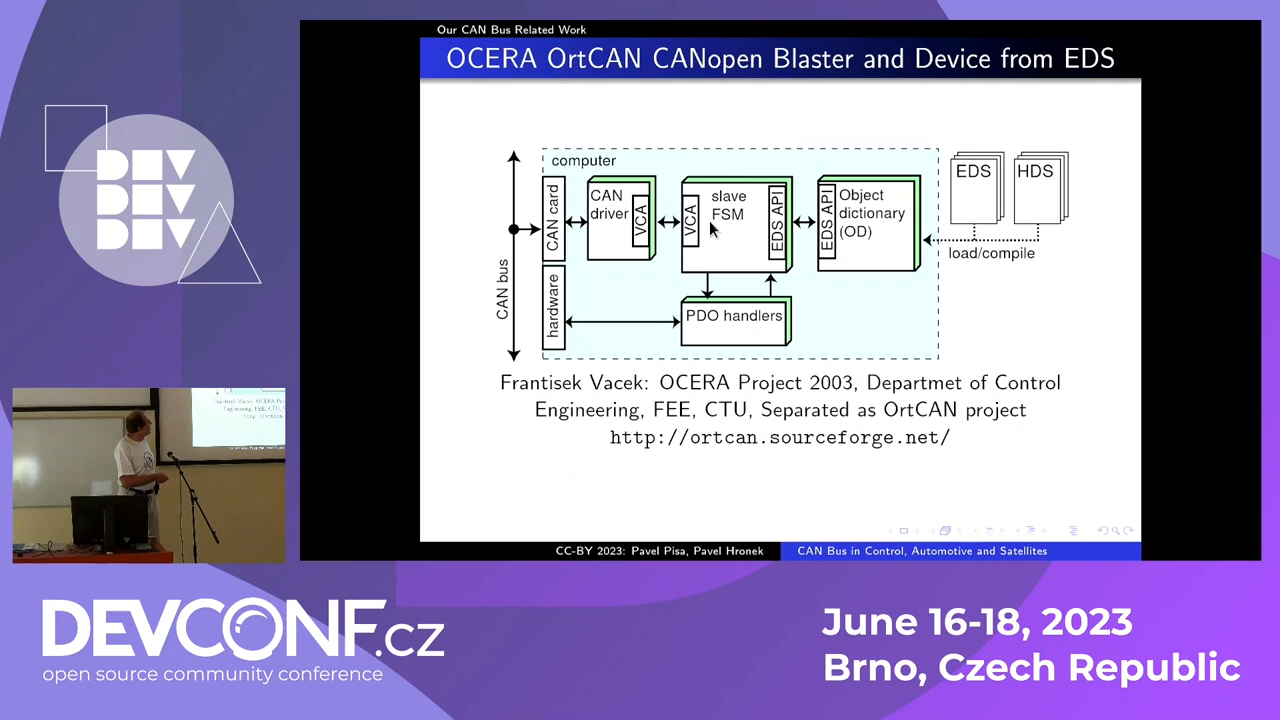 Our CAN Bus Related Work
OCERA OrtCAN CANopen Blaster and Device from EDS
computer
CAN bus
CAN card
hardware
CAN
driver
VCA
VCA
slave
FSM
EDS API
EDS API
Object
dictionary
(OD)
PDO handlers
EDS
HDS
load/compile
Frantisek Vacek: OCERA Project 2003, Departmet of Control
Engineering, FEE, CTU, Separated as OrtCAN project
http://ortcan.sourceforge.net/
CC-BY 2023: Pavel Pisa, Pavel Hronek
CAN Bus in Control, Automotive and Satellites
DEV
DEV
DEV
DEVCONF.cz
open source community conference
June 16-18, 2023
Brno, Czech Republic